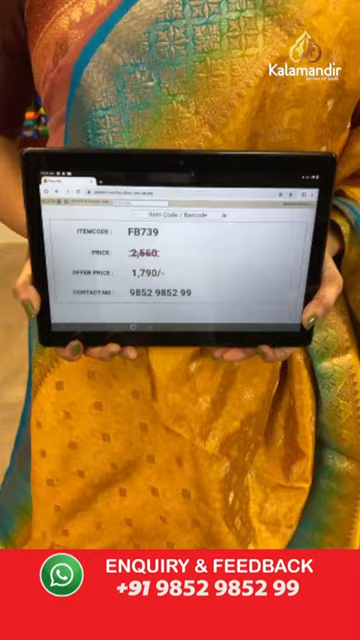 Kalamandir
Item Code / Barcode
ITEMCODE : FB739
PRICE : 2,560
OFFER PRICE : 1,790/-
CONTACT NO : 9852 9852 99
ENQUIRY & FEEDBACK
+91 9852 9852 99